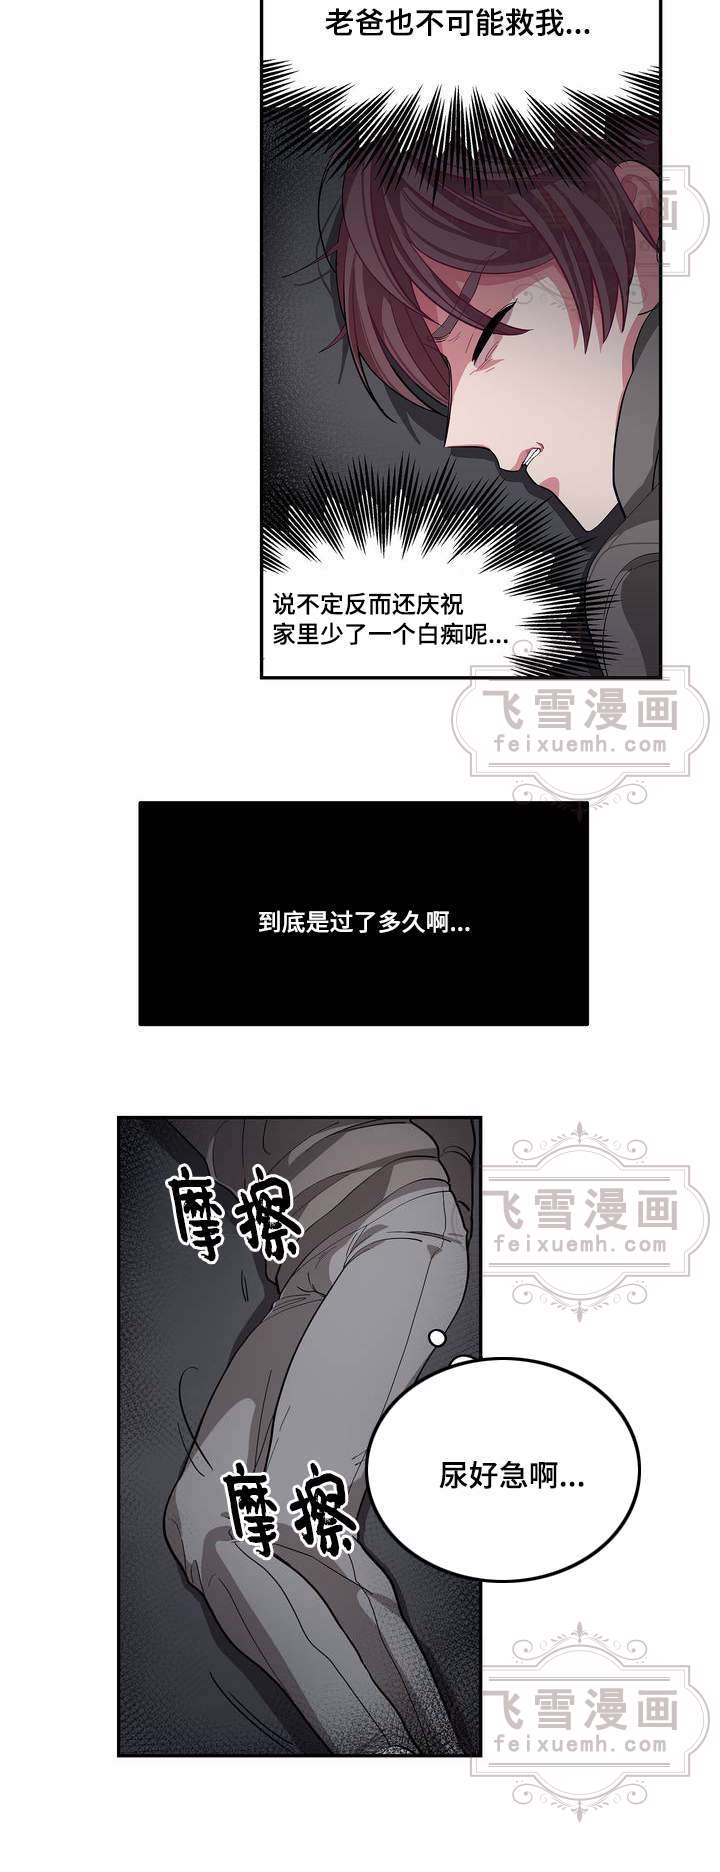 老爸也不可能救我...
说不定反而还庆祝
家里少了一个白痴呢...
飞雪漫画
feixuemh.com
到底是过了多久啊...
摩擦
飞雪漫画
feixuemh.com
尿好急啊...
摩擦
飞雪漫画
feixuemh.com